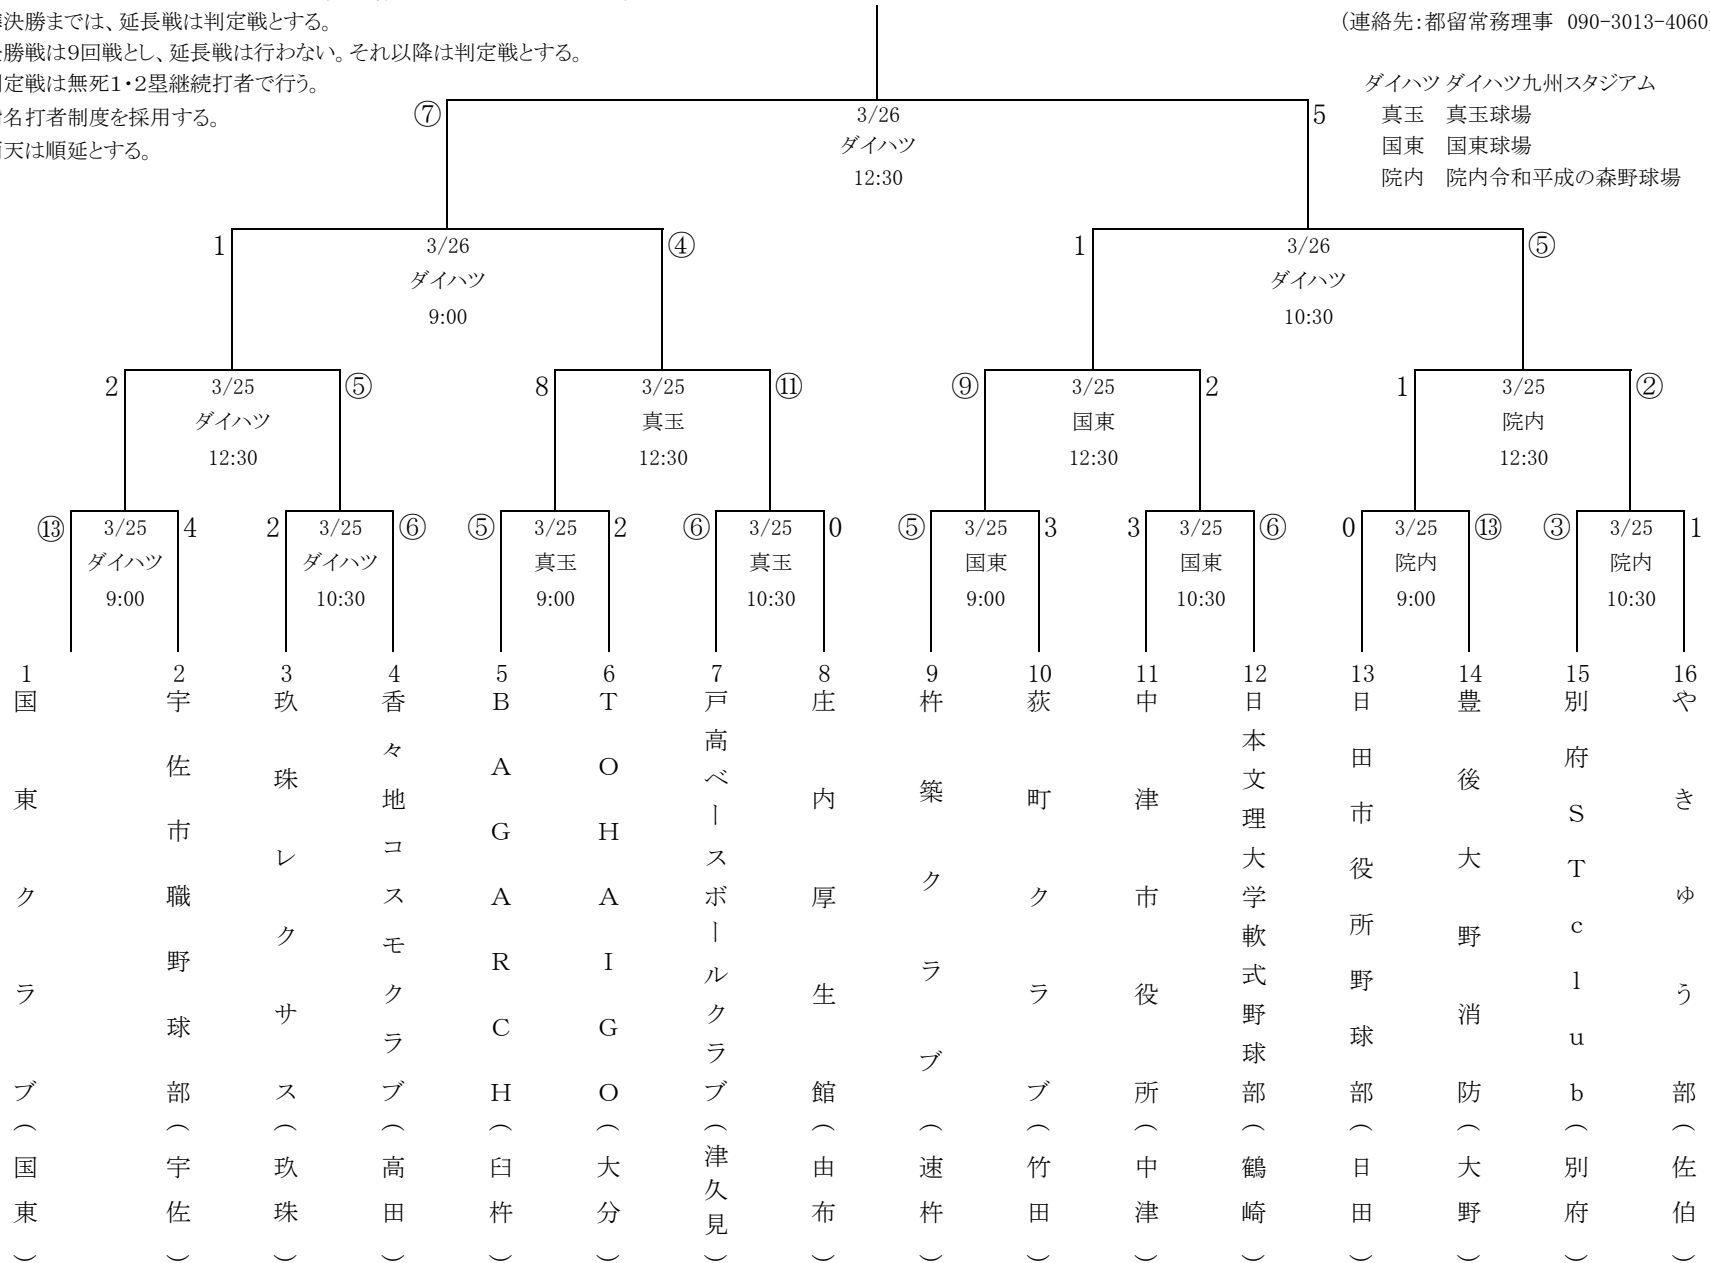 決勝までは、延長戦は判定戦とする。
勝戦は9回戦とし、延長戦は行わない。それ以降は判定戦とする。
定戦は無死1・2塁継続打者で行う。
名打者制度を採用する。
天は順延とする。
(連絡先:都留常務理事 090-3013-4060
ダイハツ ダイハツ九州スタジアム
真玉 真玉球場
国東 国東球場
院内 院内令和平成の森野球場
⑦ 3/26 5
ダイハツ
12:30
1 3/26 ④ 1 3/26 ⑤
ダイハツ ダイハツ
9:00 10:30
2 3/25 ⑤ 8 3/25 ⑪ ⑨ 3/25 2 1 3/25 ②
ダイハツ 真玉 国東 院内
12:30 12:30 12:30 12:30
⑬ 3/25 4 2 3/25 ⑥ ⑤ 3/25 2 ⑥ 3/25 0 ⑤ 3/25 3 3 3/25 ⑥ 0 3/25 ⑬ ③ 3/25 1
ダイハツ ダイハツ 真玉 真玉 国東 国東 院内 院内
9:00 10:30 9:00 10:30 9:00 10:30 9:00 10:30
1 2 3 4 5 6 7 8 9 10 11 12 13 14 15 16
国東クラブ(国東)
宇佐市職野球部(宇佐)
玖珠レクサス(玖珠)
香々地コスモクラブ(高田)
BAGARCH(臼杵)
TOHAIGO(大分)
戸高ベースボールクラブ(津久見)
庄内厚生館(由布)
杵築クラブ(速杵)
荻町クラブ(竹田)
中津市役所(中津)
日本文理大学軟式野球部(鶴崎)
日田市役所野球部(日田)
豊後大野消防(大野)
別府STclub(別府)
やきゅう部(佐伯)